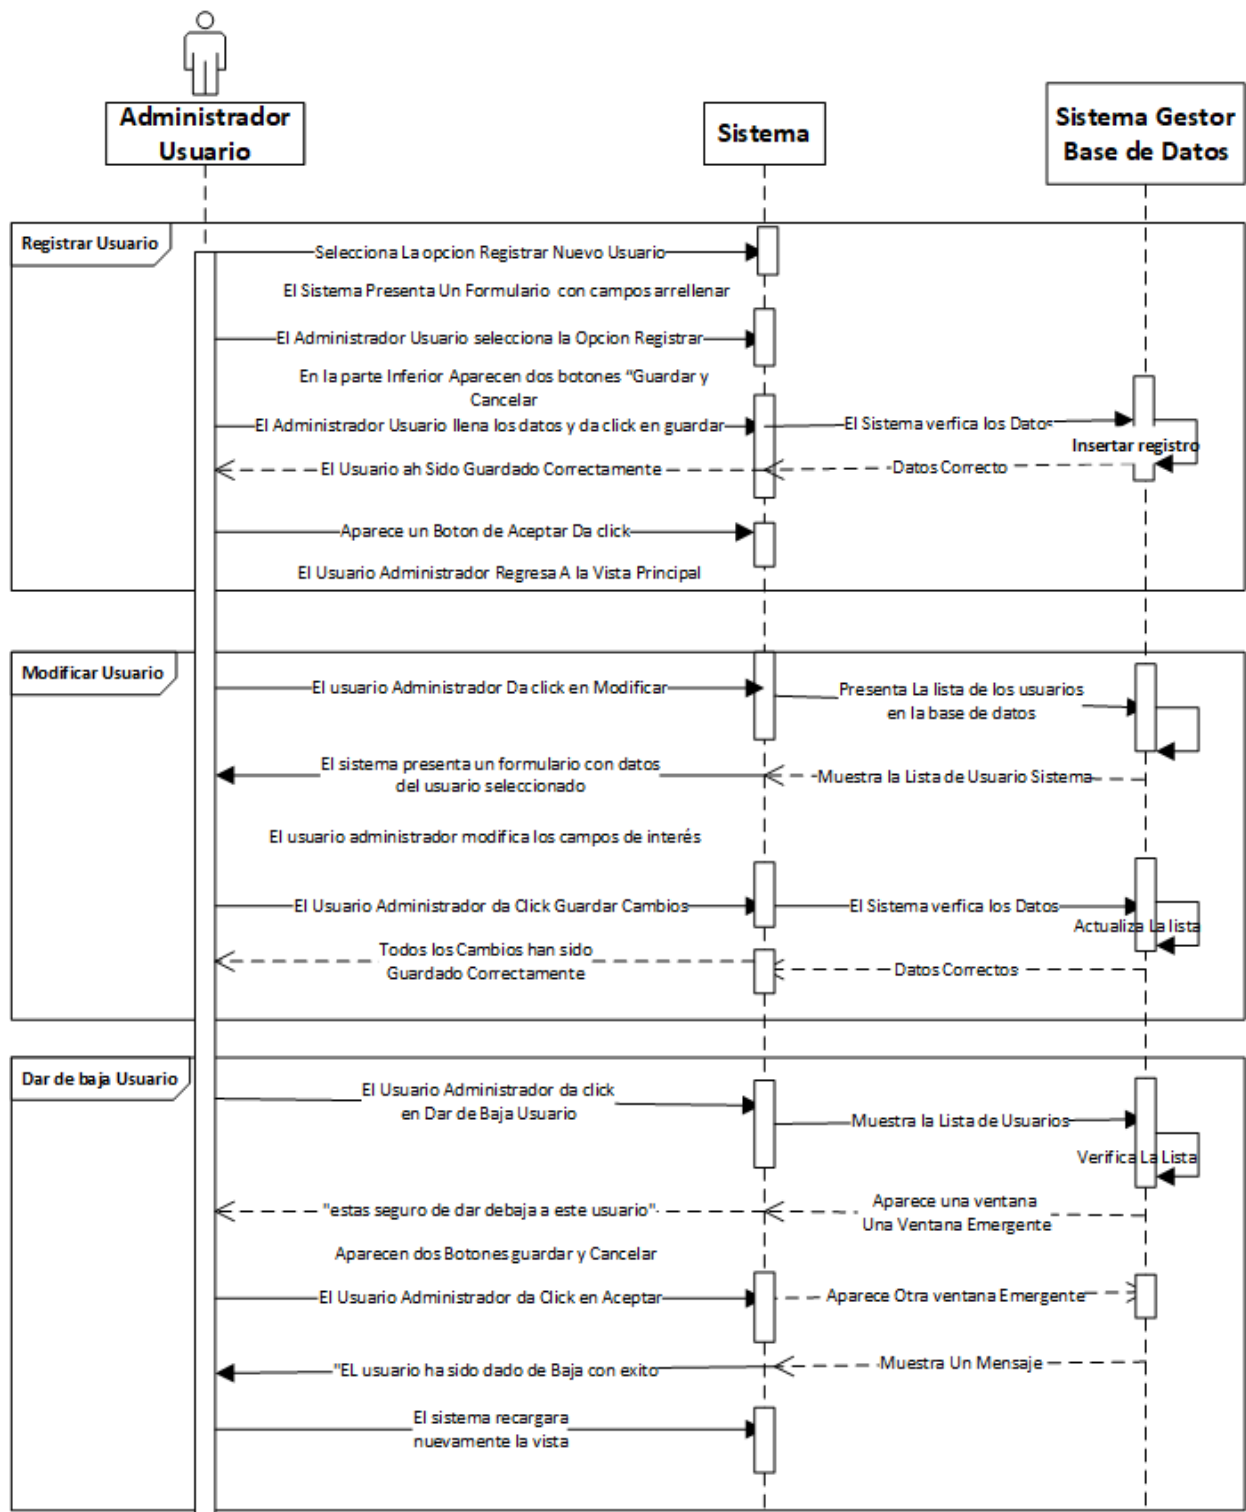 Administrador
Usuario
Sistema
Sistema Gestor
Base de Datos
Registrar Usuario
Selecciona La opcion Registrar Nuevo Usuario
El Sistema Presenta Un Formulario con campos arrellenar
El Administrador Usuario selecciona la Opcion Registrar
En la parte Inferior Aparecen dos botones "Guardar y
Cancelar
El Administrador Usuario llena los datos y da click en guardar
El Sistema verfica los Datos
Insertar registro
El Usuario ah Sido Guardado Correctamente
Datos Correcto
Aparece un Boton de Aceptar Da click
El Usuario Administrador Regresa A la Vista Principal
Modificar Usuario
El usuario Administrador Da click en Modificar
Presenta La lista de los usuarios
en la base de datos
El sistema presenta un formulario con datos
del usuario seleccionado
Muestra la Lista de Usuario Sistema
El usuario administrador modifica los campos de interés
El Usuario Administrador da Click Guardar Cambios
El Sistema verfica los Datos
Actualiza La lista
Todos los Cambios han sido
Guardado Correctamente
Datos Correctos
Dar de baja Usuario
El Usuario Administrador da click
en Dar de Baja Usuario
Muestra la Lista de Usuarios
Verifica La Lista
"estas seguro de dar debaja a este usuario"
Aparece una ventana
Una Ventana Emergente
Aparecen dos Botones guardar y Cancelar
El Usuario Administrador da Click en Aceptar
Aparece Otra ventana Emergente
"EL usuario ha sido dado de Baja con exito
Muestra Un Mensaje
El sistema recargara
nuevamente la vista